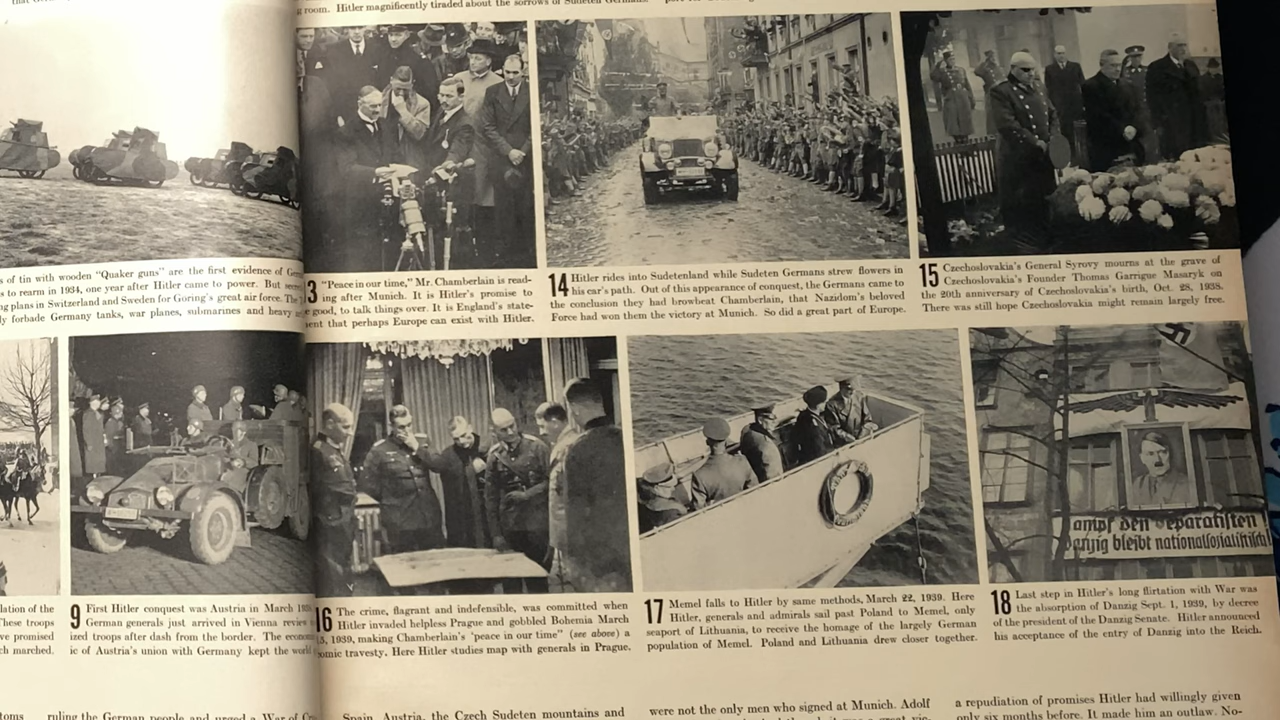 room. Hitler magnificently tiraded about the sorrows of Sudeten Germans.
s of tin with wooden "Quaker guns" are the first evidence of
s to rearm in 1934, one year after Hitler came to power. But
ng plans in Switzerland and Sweden for Goring's great air force. The
ly forbade Germany tanks, war planes, submarines and heavy
3 "Peace in our time," Mr. Chamberlain is read-
ing after Munich. It is Hitler's promise to
good, to talk things over. It is England's state-
ent that perhaps Europe can exist with Hitler.
14 Hitler rides into Sudetenland while Sudeten Germans strew flowers in
his car's path. Out of this appearance of conquest, the Germans came to
the conclusion they had browbeat Chamberlain, that Nazidom's beloved
Force had won them the victory at Munich. So did a great part of Europe.
15 Czechoslovakia's General Syrovy mourns at the grave of
Czechoslovakia's Founder Thomas Garrigue Masaryk on
the 20th anniversary of Czechoslovakia's birth, Oct. 28, 1938.
There was still hope Czechoslovakia might remain largely free.
ampf den Separatisten
anzig bleibt nationalsozialistisch!
lation of the
These troops
ve promised
ch marched.
9 First Hitler conquest was Austria in March
German generals just arrived in Vienna review
ized troops after dash from the border. The
ic of Austria's union with Germany kept the world
16 The crime, flagrant and indefensible, was committed when
Hitler invaded helpless Prague and gobbled Bohemia March
15, 1939, making Chamberlain's 'peace in our time" (see above) a
omic travesty. Here Hitler studies map with generals in Prague.
17 Memel falls to Hitler by same methods, March 22, 1939. Here
Hitler, generals and admirals sail past Poland to Memel, only
seaport of Lithuania, to receive the homage of the largely German
population of Memel. Poland and Lithuania drew closer together.
18 Last step in Hitler's long flirtation with War was
the absorption of Danzig Sept. 1, 1939, by decree
of the president of the Danzig Senate. Hitler announced
his acceptance of the entry of Danzig into the Reich.
toms
ruling the German people and urged a War of
Spain, Austria, the Czech Sudeten mountains and
were not the only men who signed at Munich. Adolf
a repudiation of promises Hitler had willingly given
only six months before. It made him an outlaw. No-